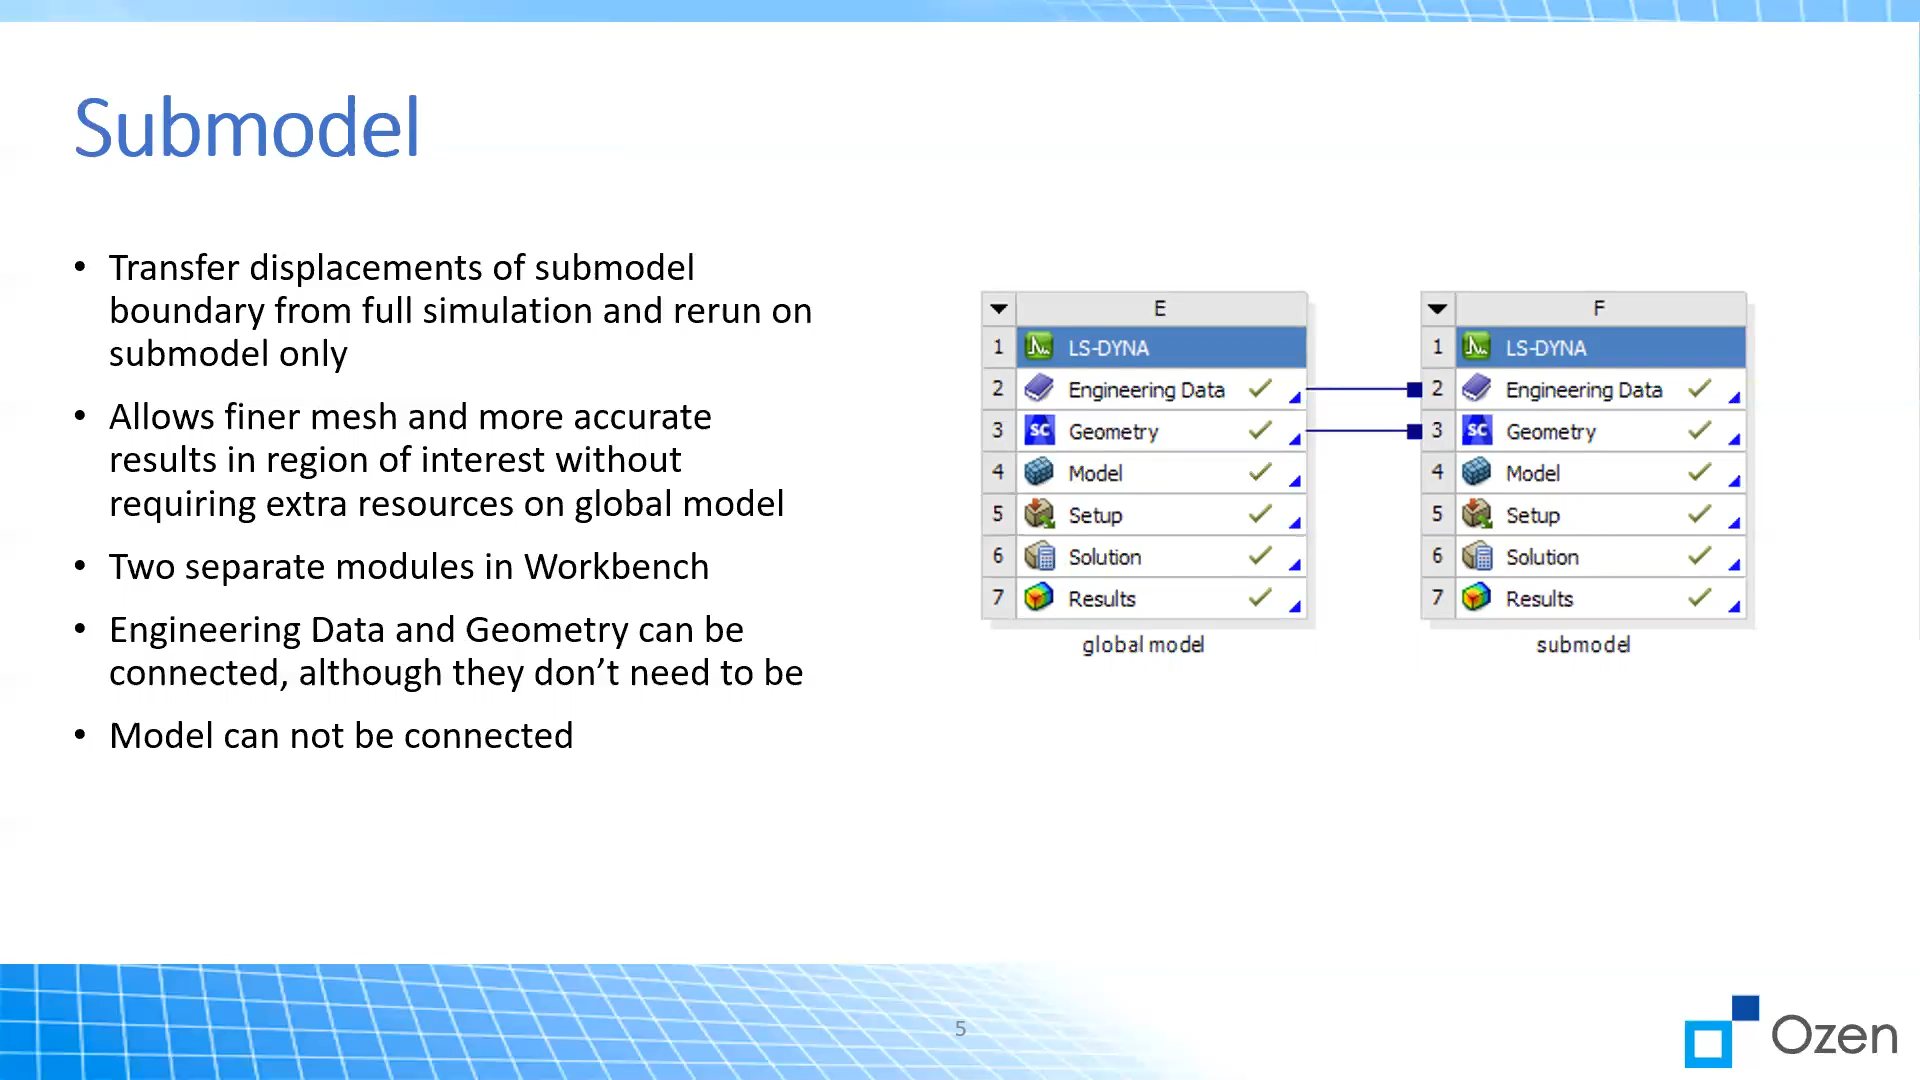 Submodel
• Transfer displacements of submodel
boundary from full simulation and rerun on
submodel only
• Allows finer mesh and more accurate
results in region of interest without
requiring extra resources on global model
• Two separate modules in Workbench
• Engineering Data and Geometry can be
connected, although they don’t need to be
• Model can not be connected
E
1 LS-DYNA
2 Engineering Data
3 SC Geometry
4 Model
5 Setup
6 Solution
7 Results
global model
F
1 LS-DYNA
2 Engineering Data
3 SC Geometry
4 Model
5 Setup
6 Solution
7 Results
submodel
5
Ozen